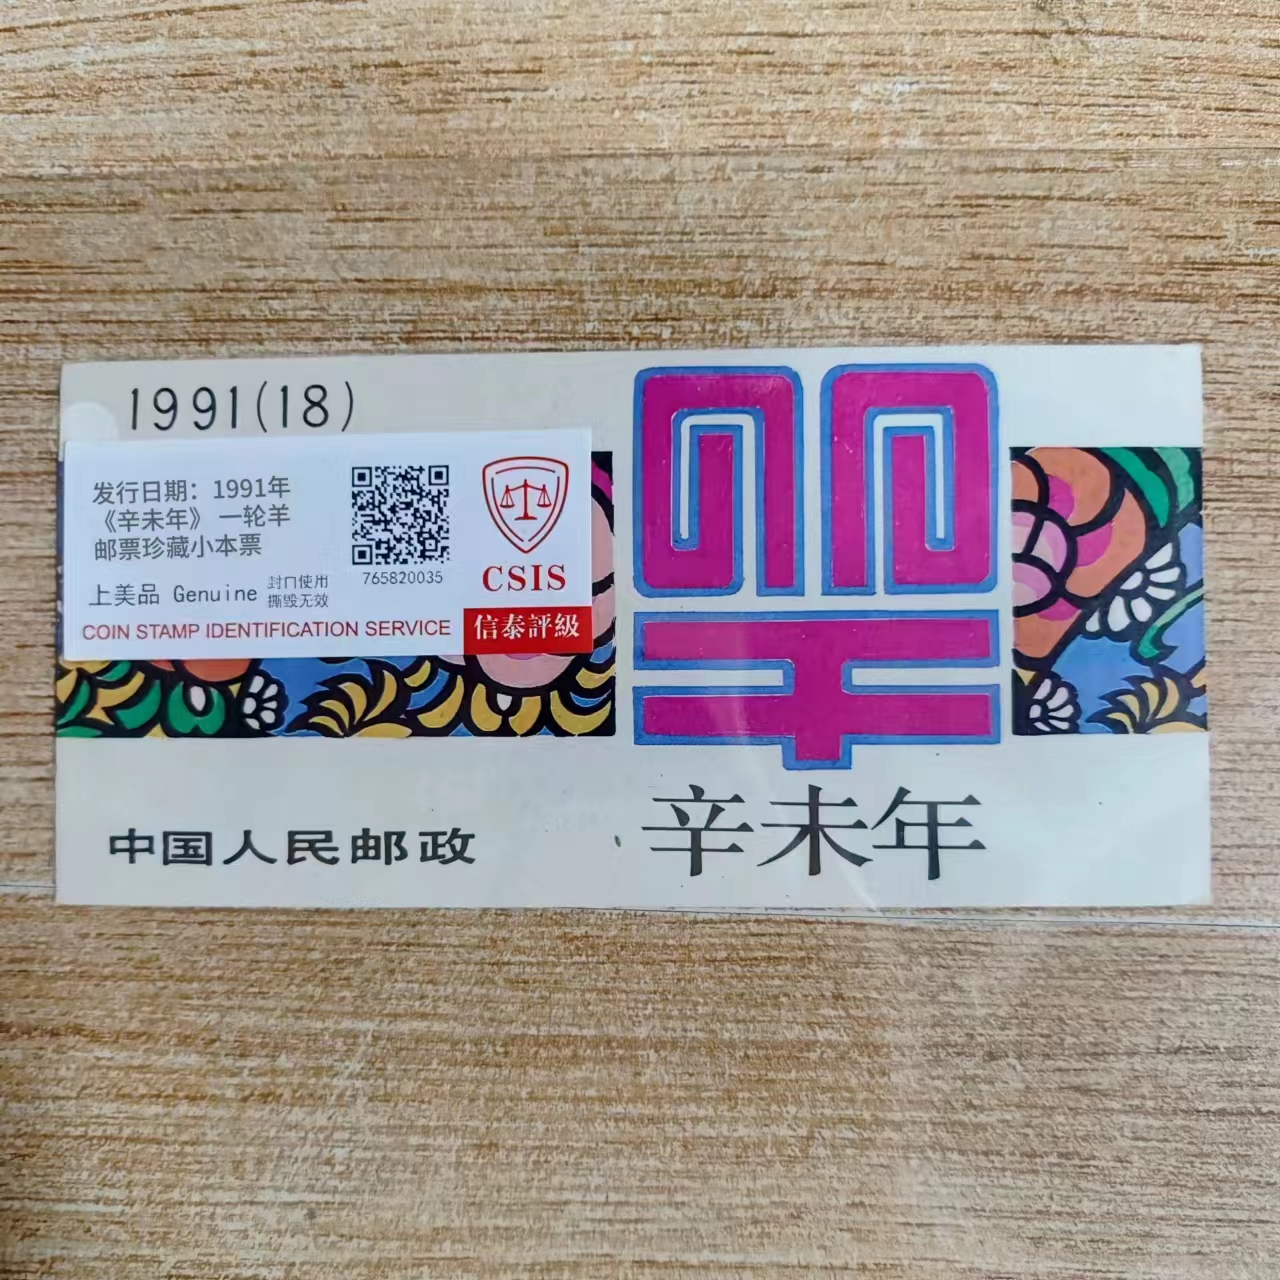 1991(18)
发行日期：1991年
《辛未年》一轮羊
邮票珍藏小本票
上美品 Genuine
封口使用
撕毁无效
765820035
COIN STAMP IDENTIFICATION SERVICE
CSIS
信泰評級
中国人民邮政
辛未年